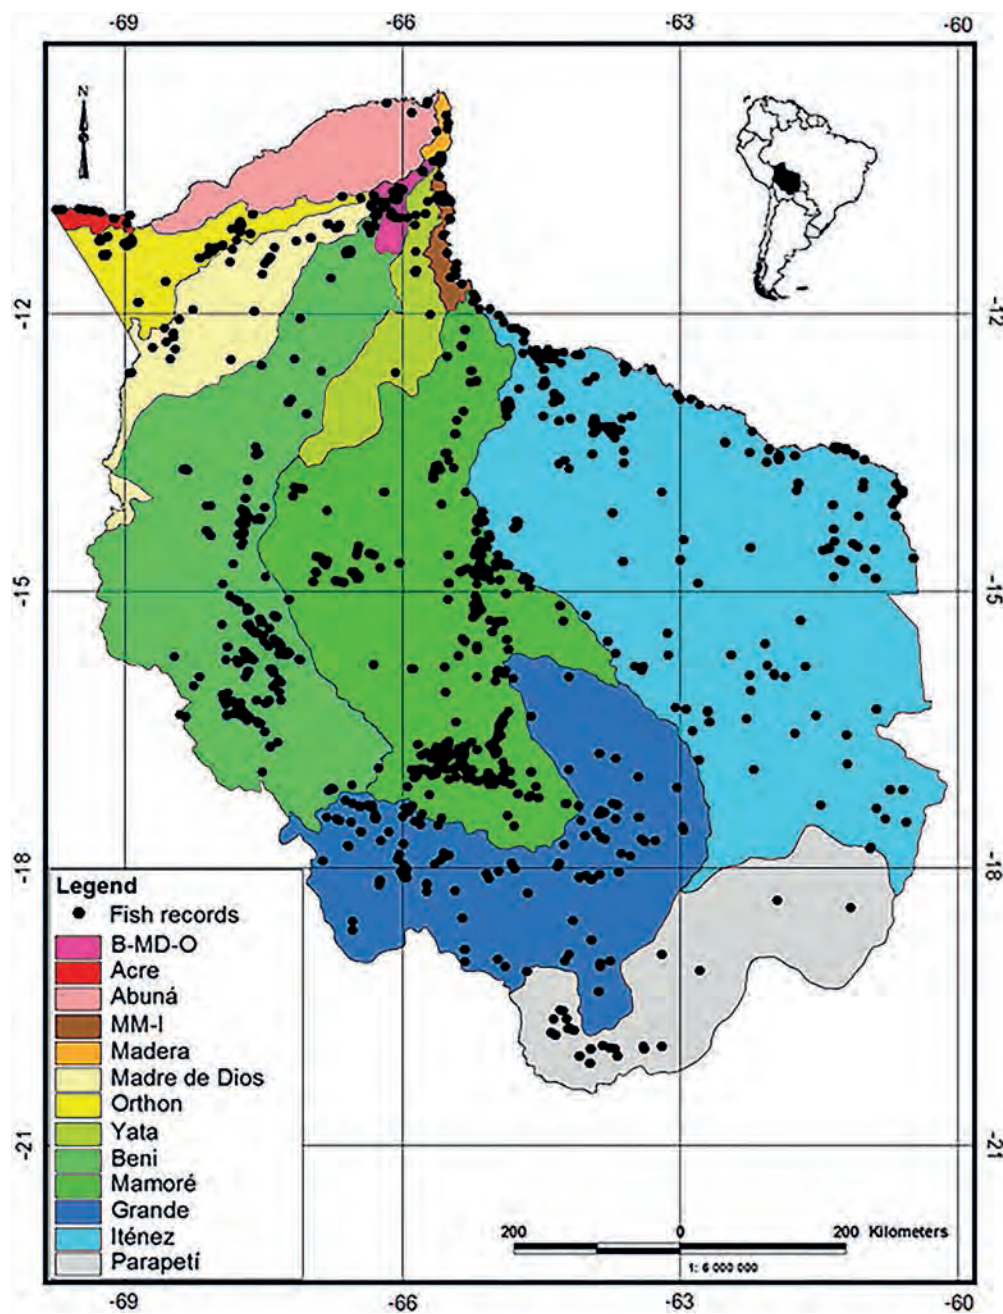 -69 -66 -63 -60
N
-12 -12
-15 -15
-18 -18
-21 -21
Legend
Fish records
B-MD-O
Acre
Abuná
MM-I
Madera
Madre de Dios
Orthon
Yata
Beni
Mamoré
Grande
Iténez
Parapetí
200 0 200 Kilometers
1: 6 000 000
-69 -66 -63 -60